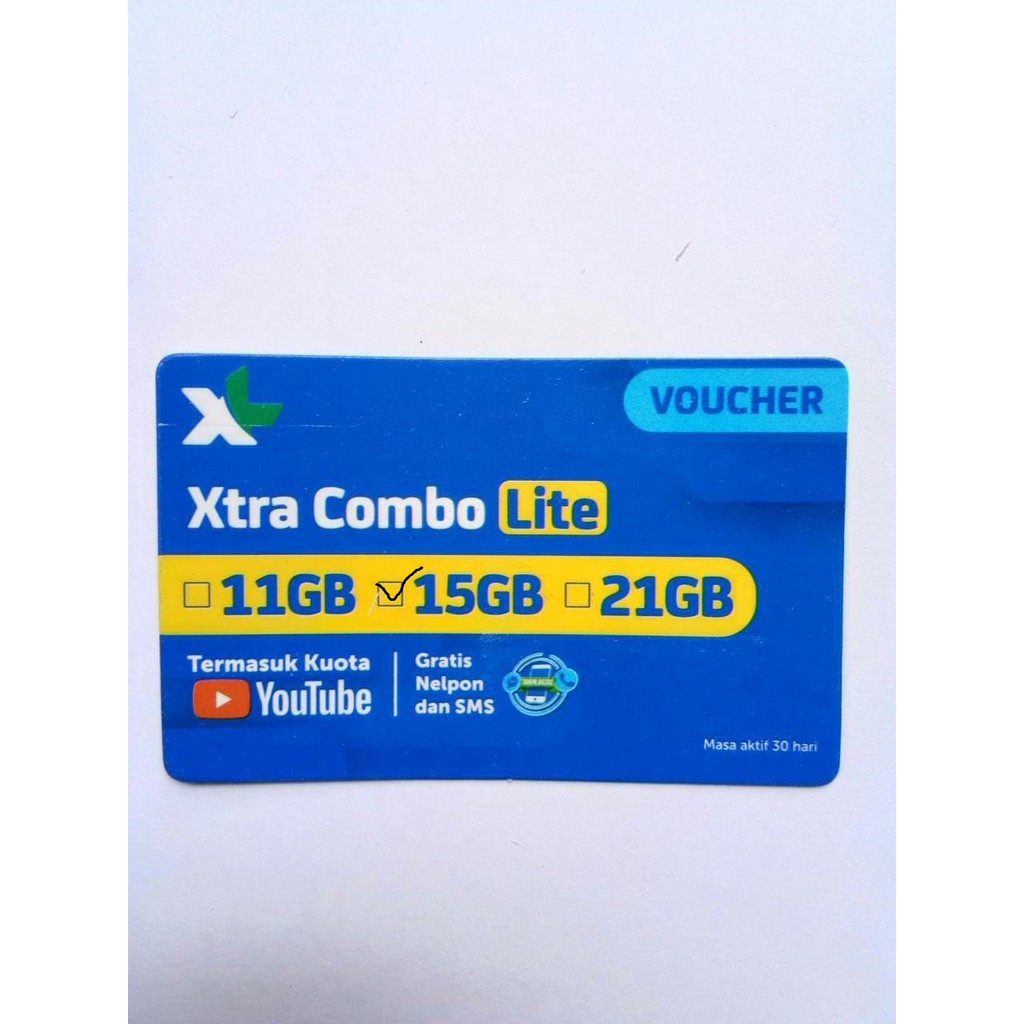 XL
VOUCHER
Xtra Combo Lite
11GB 15GB 21GB
Termasuk Kuota
YouTube
Gratis
Nelpon
dan SMS
Masa aktif 30 hari